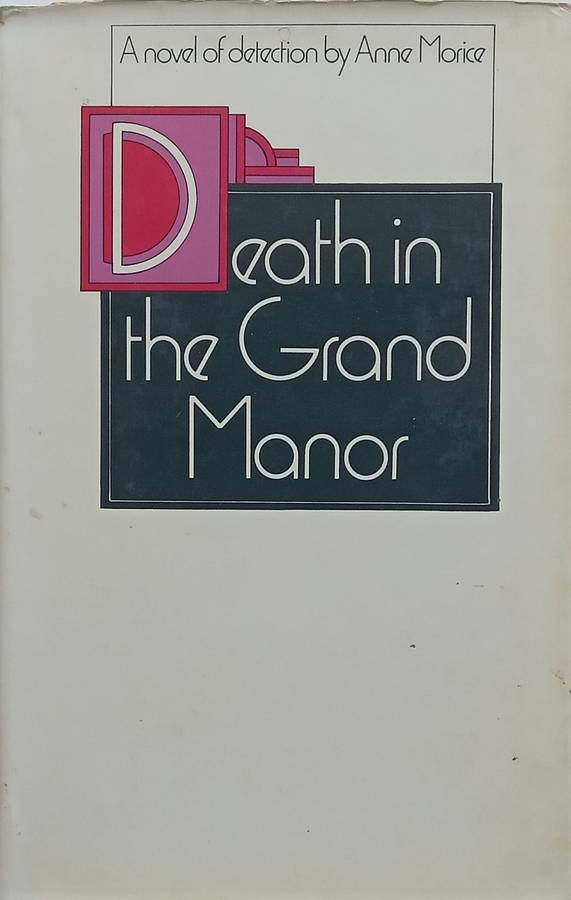 A novel of detection by Anne Morice
Death in
the Grand
Manor